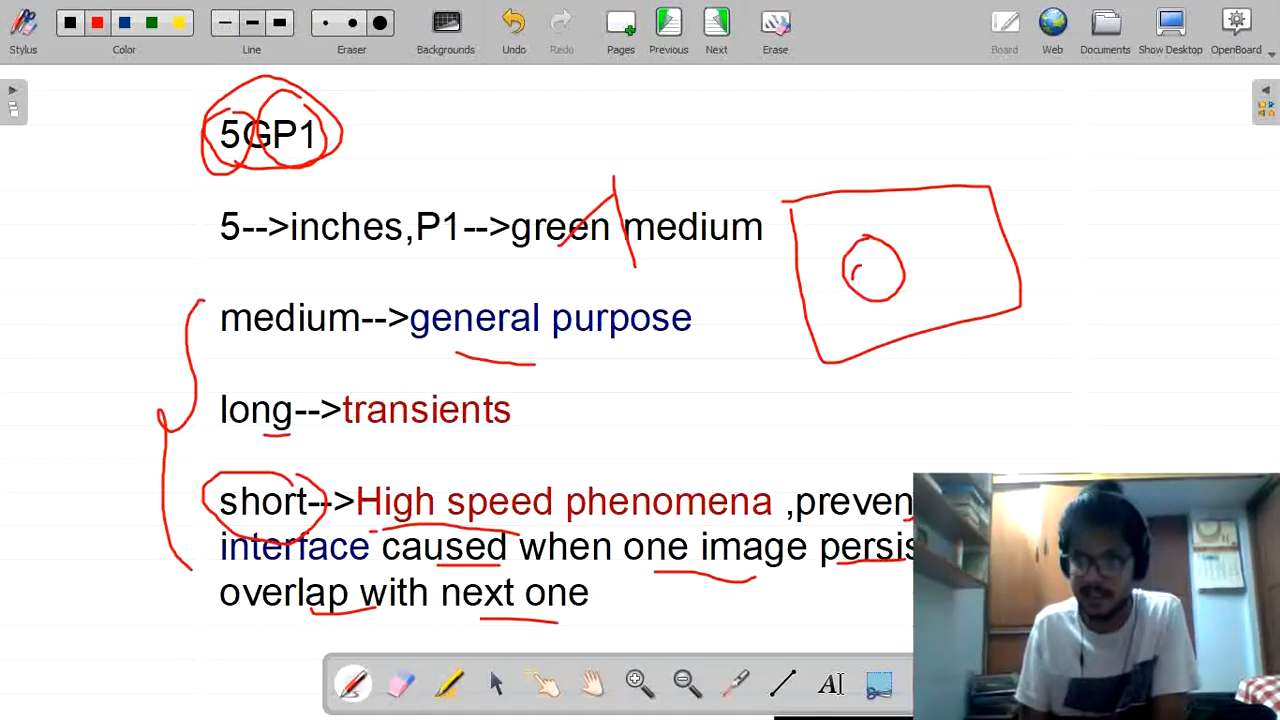 Stylus Color Line Eraser Backgrounds Undo Redo Pages Previous Next Erase Board Web Documents Show Desktop OpenBoard
5GP1
5-->inches,P1-->green medium
medium-->general purpose
long-->transients
short-->High speed phenomena ,preven
interface caused when one image persis
overlap with next one